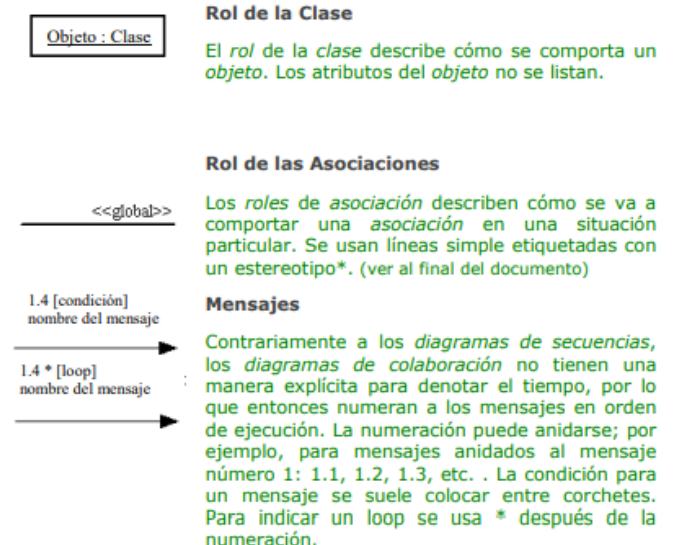 Rol de la Clase
Objeto : Clase
El rol de la clase describe cómo se comporta un
objeto. Los atributos del objeto no se listan.
Rol de las Asociaciones
<<global>>
Los roles de asociación describen cómo se va a
comportar una asociación en una situación
particular. Se usan líneas simple etiquetadas con
un estereotipo*. (ver al final del documento)
1.4 [condición]
nombre del mensaje
1.4 * [loop]
nombre del mensaje
:
Mensajes
Contrariamente a los diagramas de secuencias,
los diagramas de colaboración no tienen una
manera explícita para denotar el tiempo, por lo
que entonces numeran a los mensajes en orden
de ejecución. La numeración puede anidarse; por
ejemplo, para mensajes anidados al mensaje
número 1: 1.1, 1.2, 1.3, etc. . La condición para
un mensaje se suele colocar entre corchetes.
Para indicar un loop se usa * después de la
numeración.